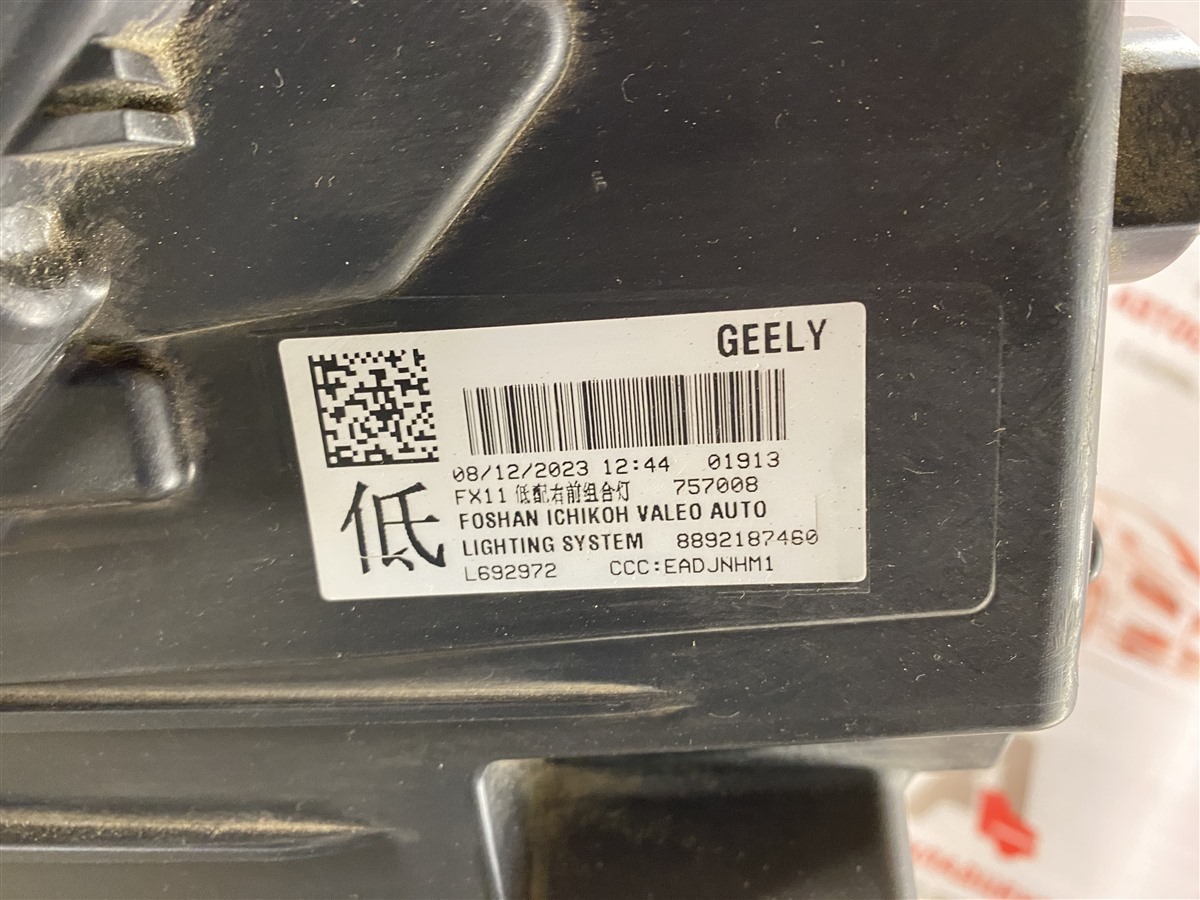 GEELY
08/12/2023 12:44 01913
FX11 低配右前组合灯 757008
FOSHAN ICHIKOH VALEO AUTO
LIGHTING SYSTEM 8892187460
L692972 CCC:EADJNHM1
低